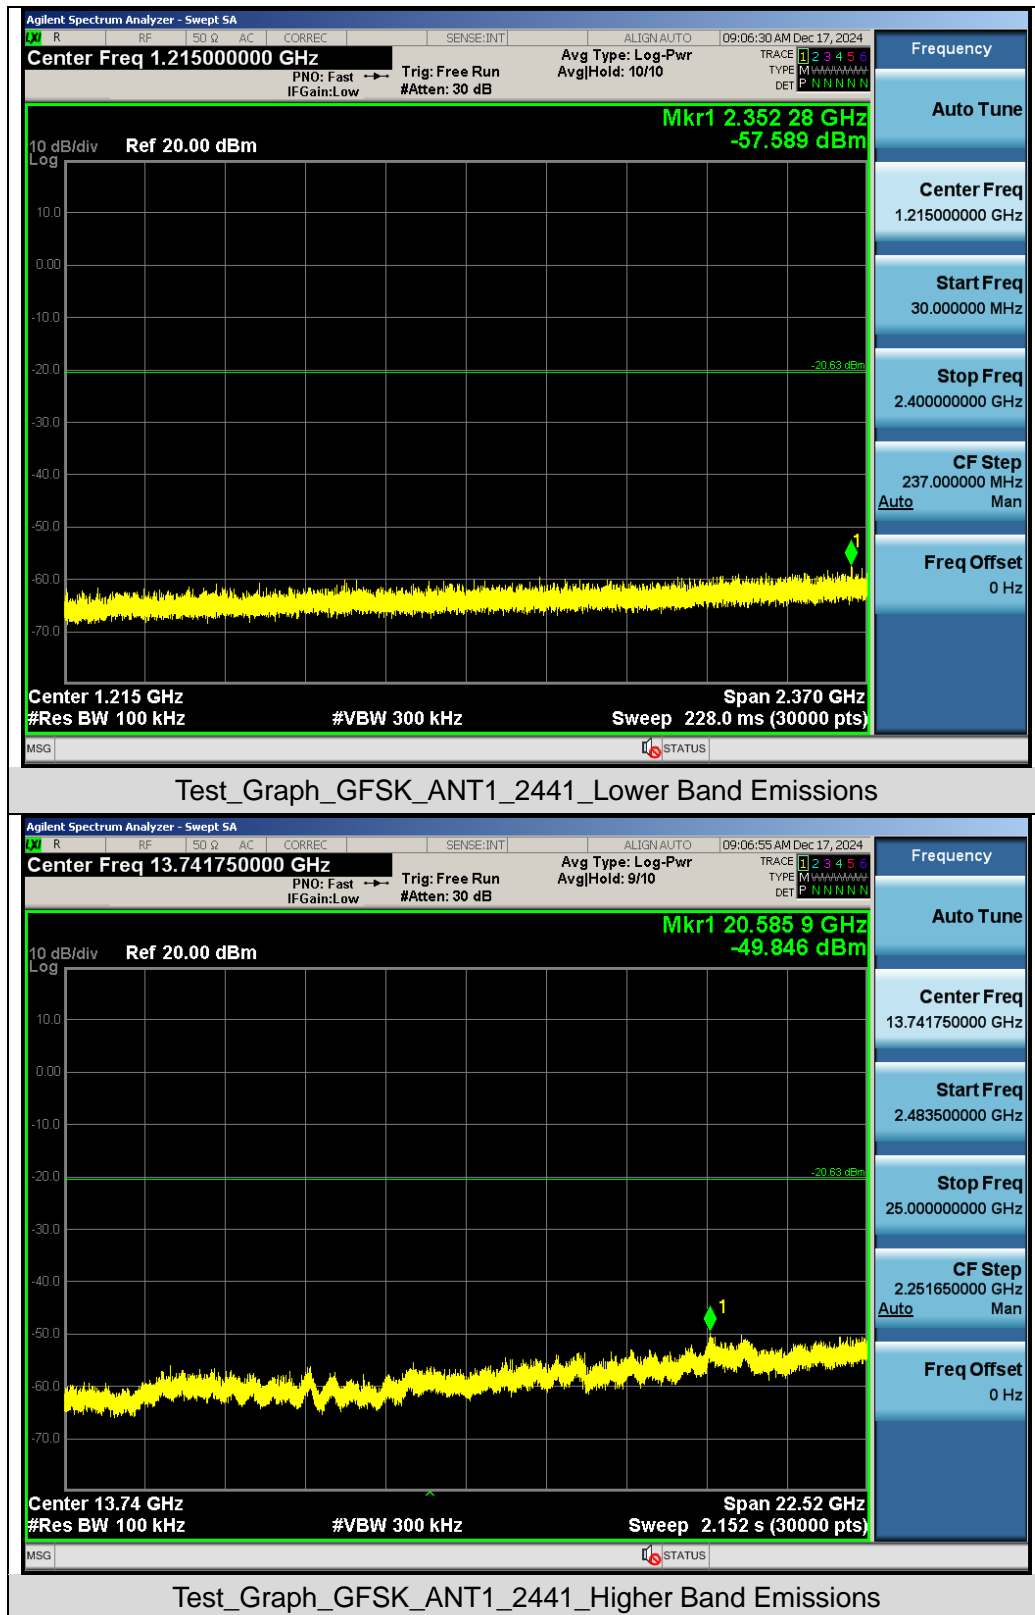 Agilent Spectrum Analyzer - Swept SA
LXI R RF 50 Ω AC CORREC SENSE:INT ALIGN AUTO 09:06:30 AM Dec 17, 2024
Center Freq 1.215000000 GHz
PNO: Fast
IFGain:Low
Trig: Free Run
#Atten: 30 dB
Avg Type: Log-Pwr
Avg|Hold: 10/10
TRACE 1 2 3 4 5 6
TYPE M
DET P N N N N N
Mkr1 2.352 28 GHz
-57.589 dBm
10 dB/div
Log
Ref 20.00 dBm
10.0
0.00
-10.0
-20.0
-20.63 dBm
-30.0
-40.0
-50.0
1
-60.0
-70.0
Center 1.215 GHz
Span 2.370 GHz
#Res BW 100 kHz
#VBW 300 kHz
Sweep 228.0 ms (30000 pts)
MSG
STATUS
Frequency
Auto Tune
Center Freq
1.215000000 GHz
Start Freq
30.000000 MHz
Stop Freq
2.400000000 GHz
CF Step
237.000000 MHz
Auto Man
Freq Offset
0 Hz
Test_Graph_GFSK_ANT1_2441_Lower Band Emissions
Agilent Spectrum Analyzer - Swept SA
LXI R RF 50 Ω AC CORREC SENSE:INT ALIGN AUTO 09:06:55 AM Dec 17, 2024
Center Freq 13.741750000 GHz
PNO: Fast
IFGain:Low
Trig: Free Run
#Atten: 30 dB
Avg Type: Log-Pwr
Avg|Hold: 9/10
TRACE 1 2 3 4 5 6
TYPE M
DET P N N N N N
Mkr1 20.585 9 GHz
-49.846 dBm
10 dB/div
Log
Ref 20.00 dBm
10.0
0.00
-10.0
-20.0
-20.63 dBm
-30.0
-40.0
-50.0
1
-60.0
-70.0
Center 13.74 GHz
Span 22.52 GHz
#Res BW 100 kHz
#VBW 300 kHz
Sweep 2.152 s (30000 pts)
MSG
STATUS
Frequency
Auto Tune
Center Freq
13.741750000 GHz
Start Freq
2.483500000 GHz
Stop Freq
25.000000000 GHz
CF Step
2.251650000 GHz
Auto Man
Freq Offset
0 Hz
Test_Graph_GFSK_ANT1_2441_Higher Band Emissions